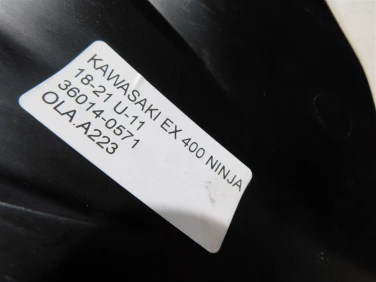 KAWASAKI EX 400 NINJA
18-21 U-11
36014-0571
OLA.A223